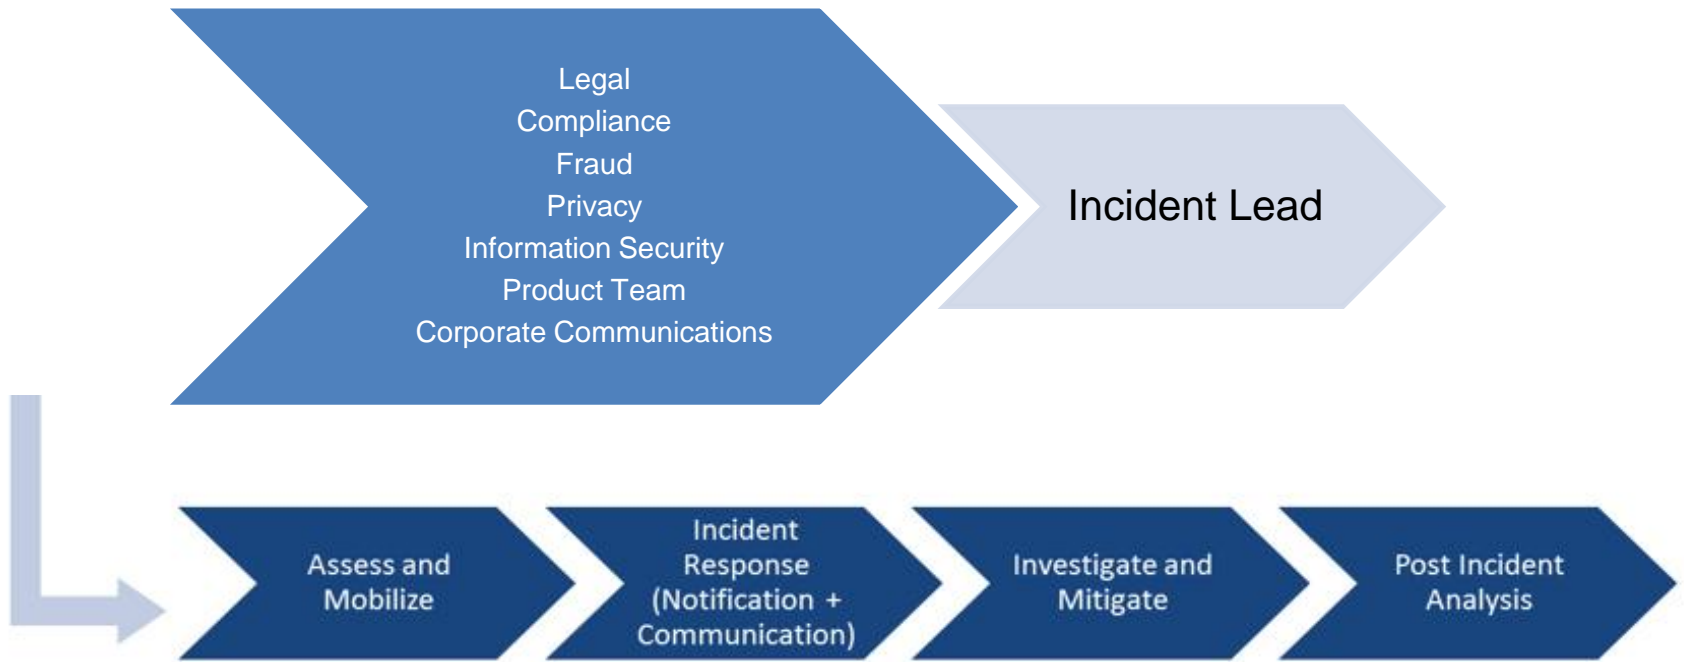 Legal
Compliance
Fraud
Privacy
Information Security
Product Team
Corporate Communications
Incident Lead
Assess and
Mobilize
Incident
Response
(Notification +
Communication)
Investigate and
Mitigate
Post Incident
Analysis